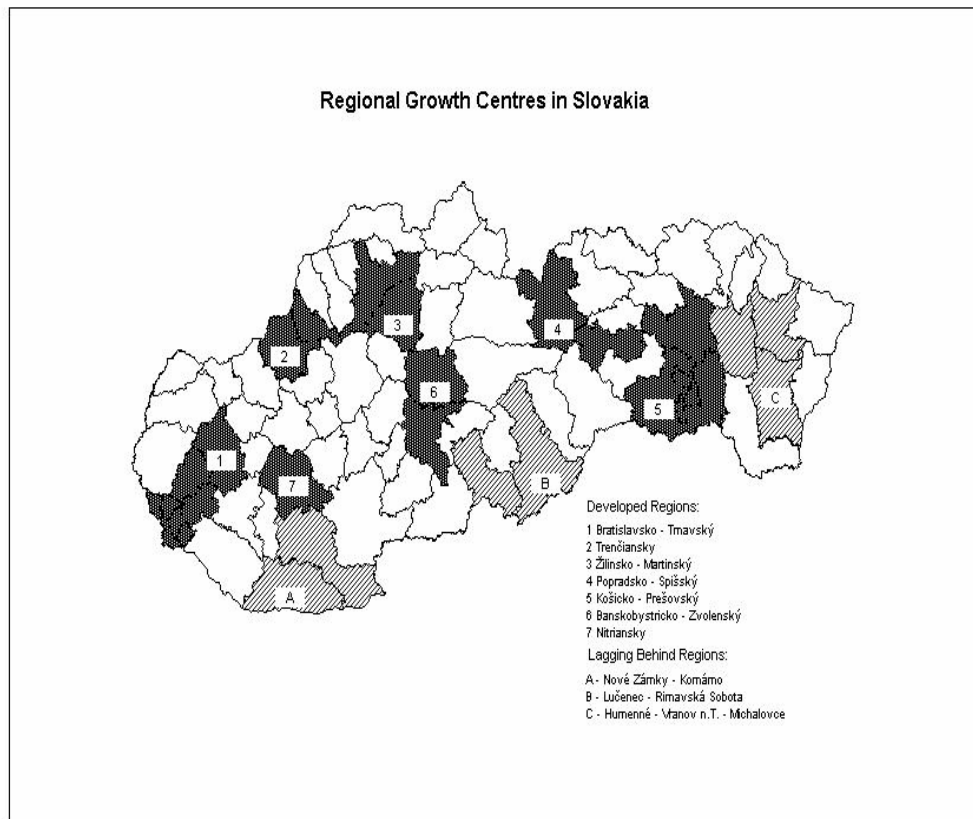 Regional Growth Centres in Slovakia
3
2
4
6
C
5
1
B
7
A
Developed Regions:
1 Bratislavsko - Trnavský
2 Trenčiansky
3 Žilinsko - Martinský
4 Popradsko - Spišský
5 Košicko - Prešovský
6 Banskobystricko - Zvolenský
7 Nitriansky
Lagging Behind Regions:
A - Nové Zámky - Komárno
B - Lučenec - Rimavská Sobota
C - Humenné - Vranov n.T. - Michalovce